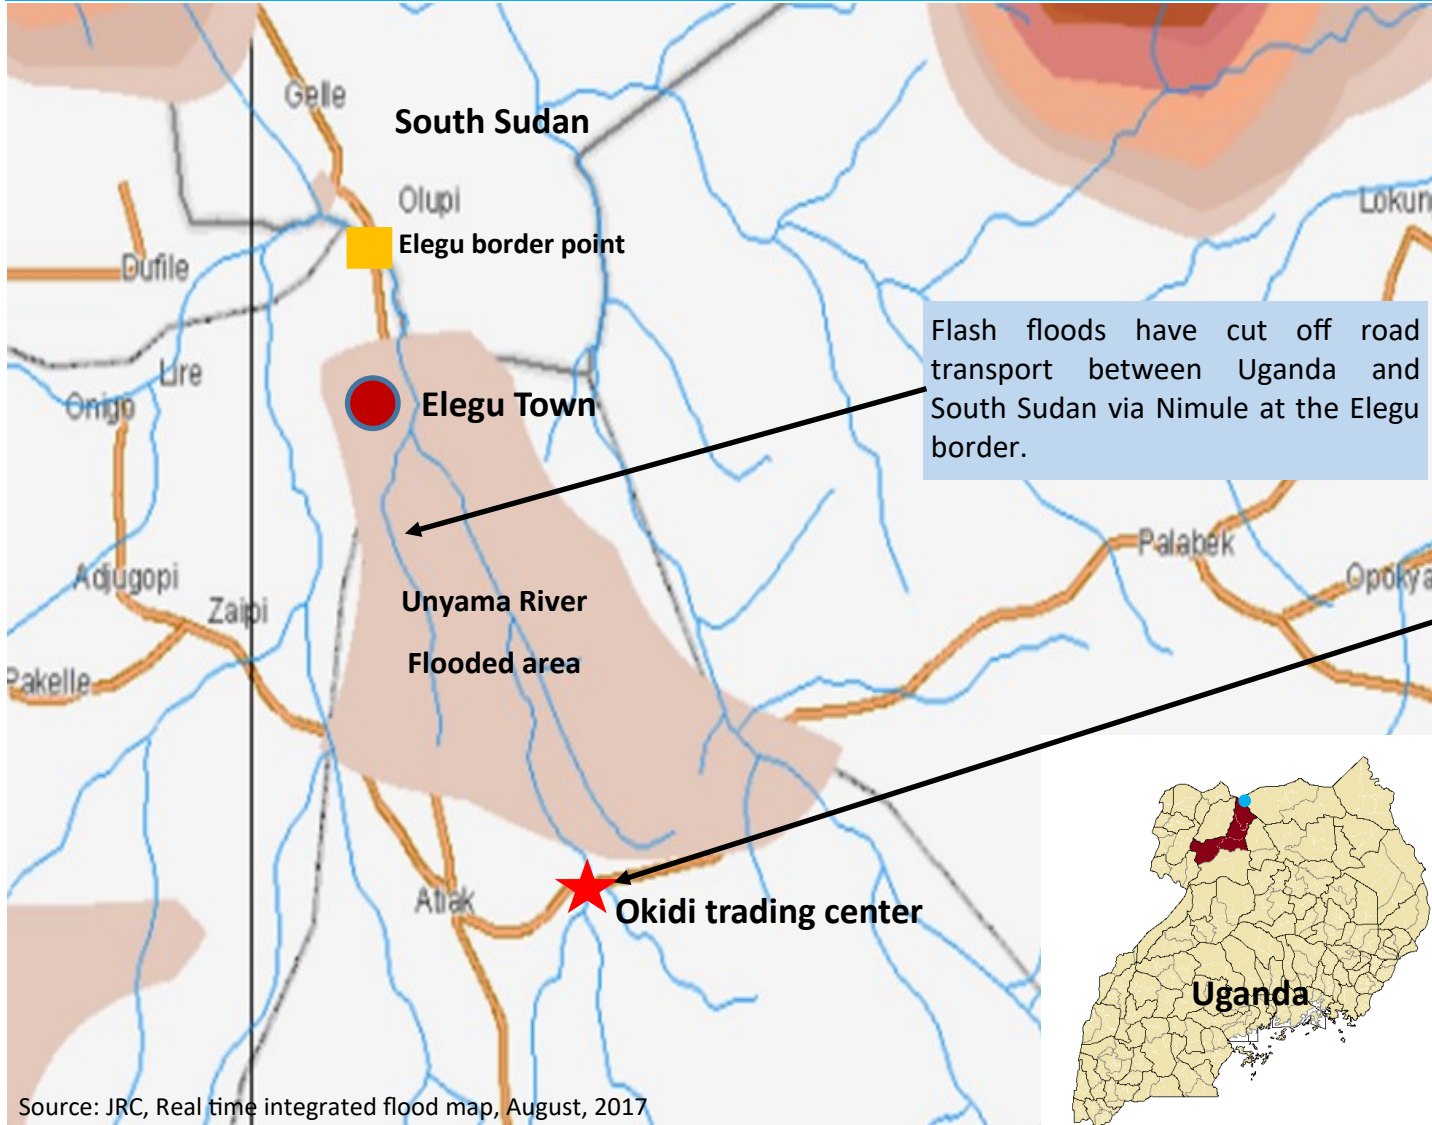 Gelle
South Sudan
Olupi
Lokun
Elegu border point
Dufile
Flash floods have cut off road
transport between Uganda and
South Sudan via Nimule at the Elegu
border.
Lire
Onigo
Elegu Town
Palabek
Adjugopi
Opokya
Zaipi
Unyama River
Flooded area
Pakelle
Atiak
Okidi trading center
Uganda
Source: JRC, Real time integrated flood map, August, 2017